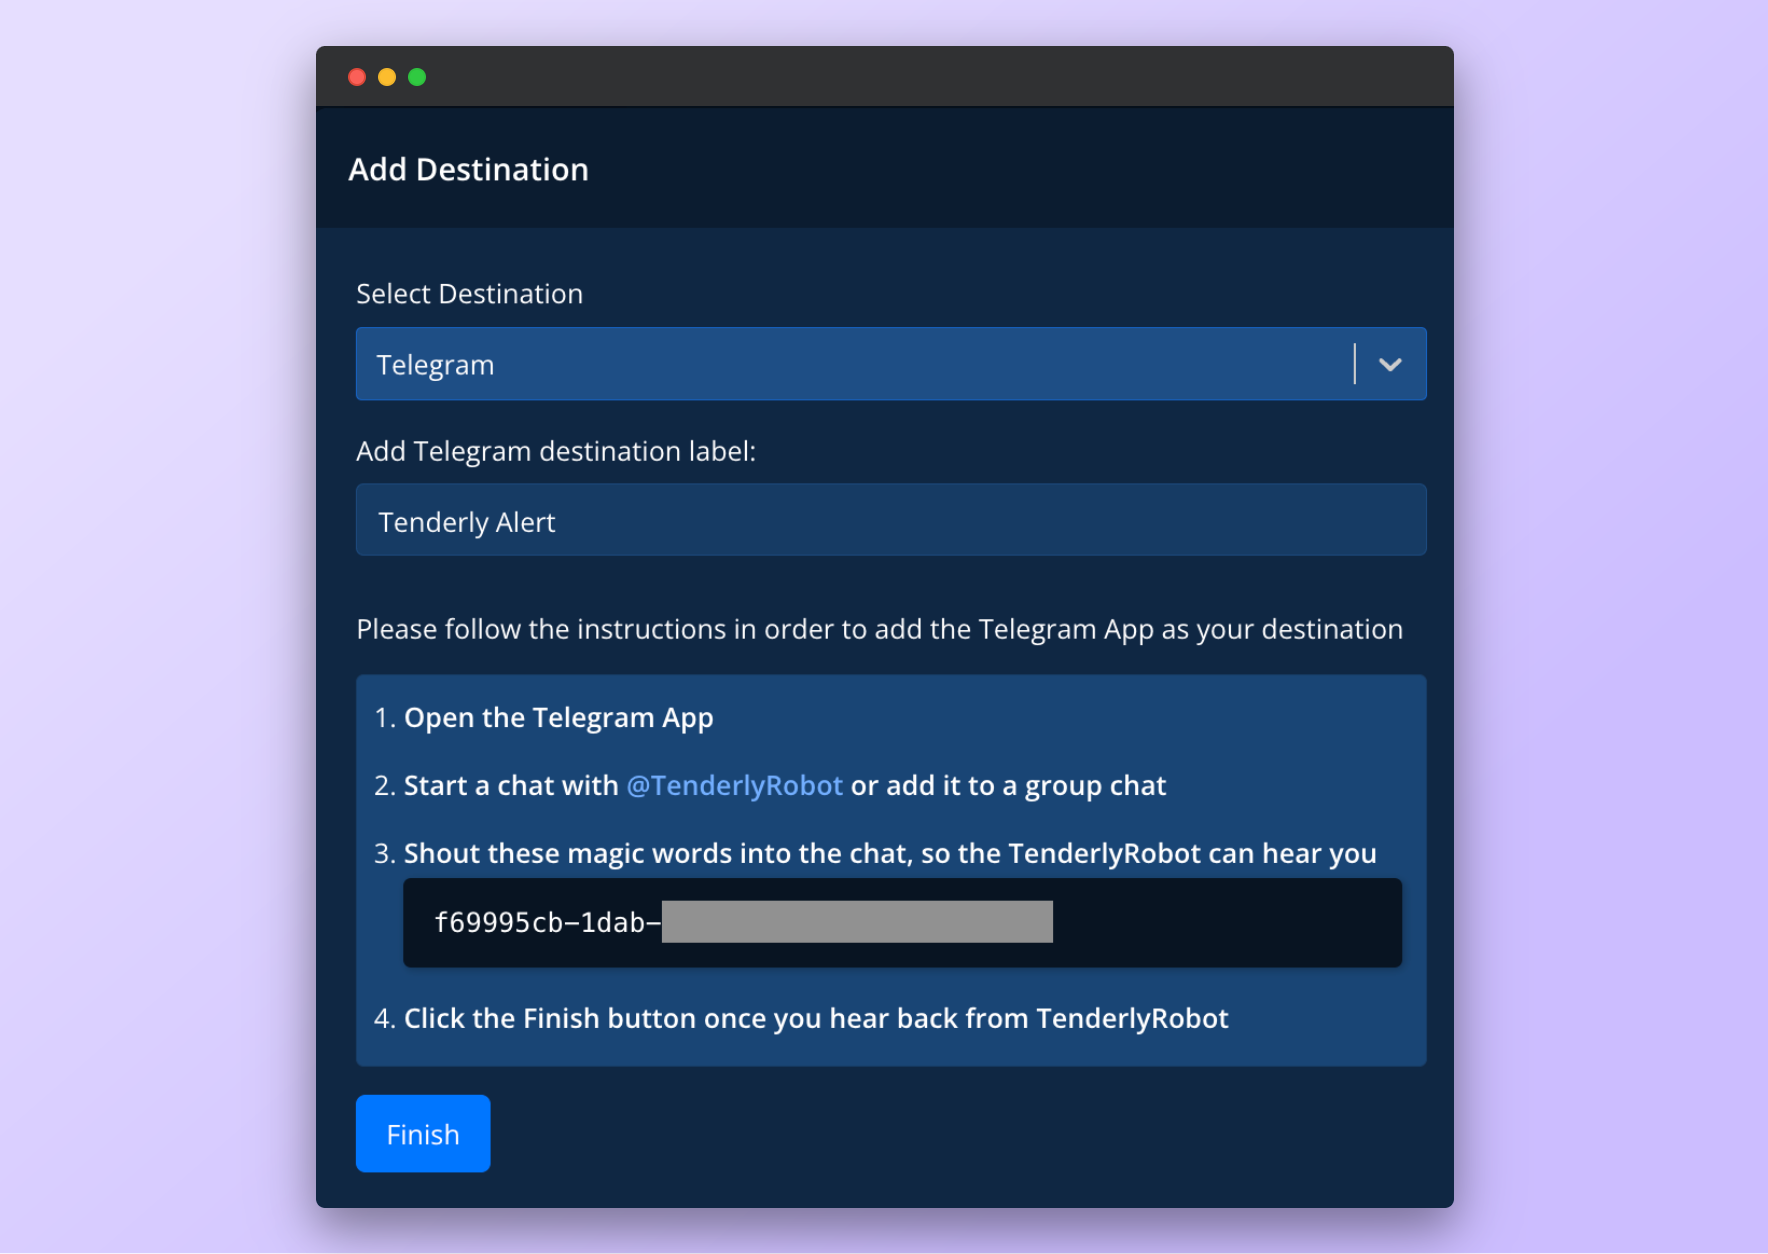 Add Destination
Select Destination
Telegram
Add Telegram destination label:
Tenderly Alert
Please follow the instructions in order to add the Telegram App as your destination
1. Open the Telegram App
2. Start a chat with @TenderlyRobot or add it to a group chat
3. Shout these magic words into the chat, so the TenderlyRobot can hear you
f69995cb-1dab-
4. Click the Finish button once you hear back from TenderlyRobot
Finish